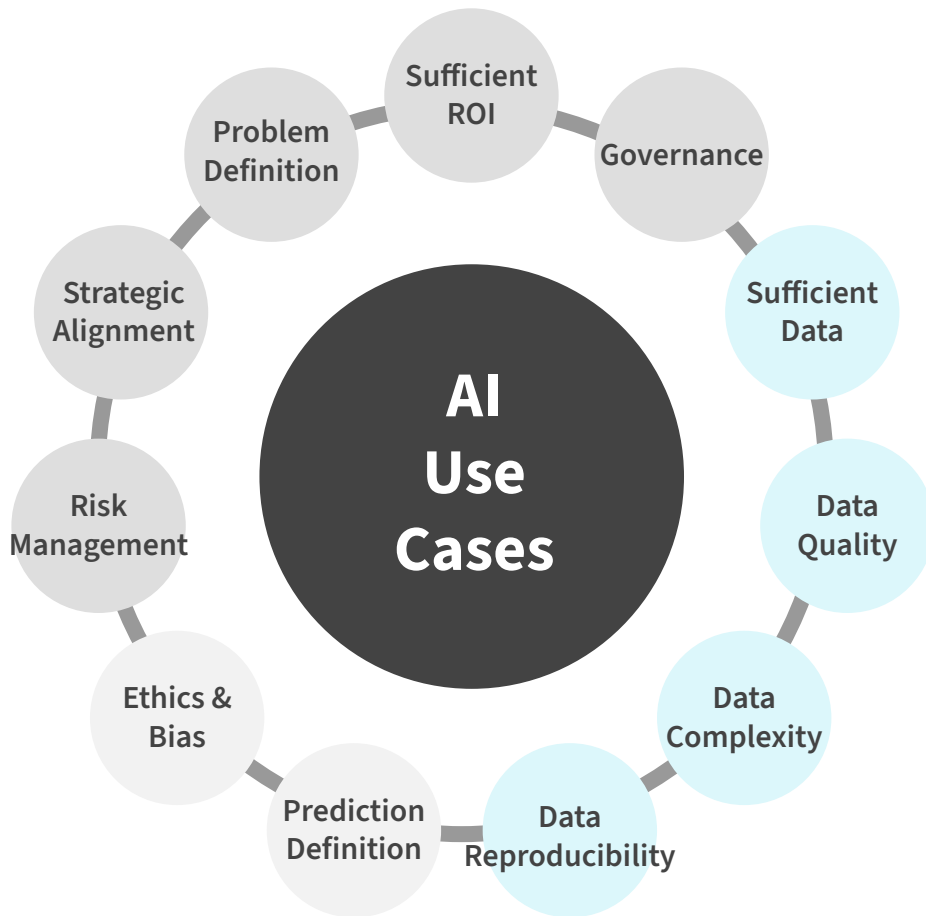 Sufficient
ROI
Governance
Sufficient
Data
Data
Quality
Data
Complexity
Data
Reproducibility
Prediction
Definition
Ethics &
Bias
Risk
Management
Strategic
Alignment
Problem
Definition
AI
Use
Cases